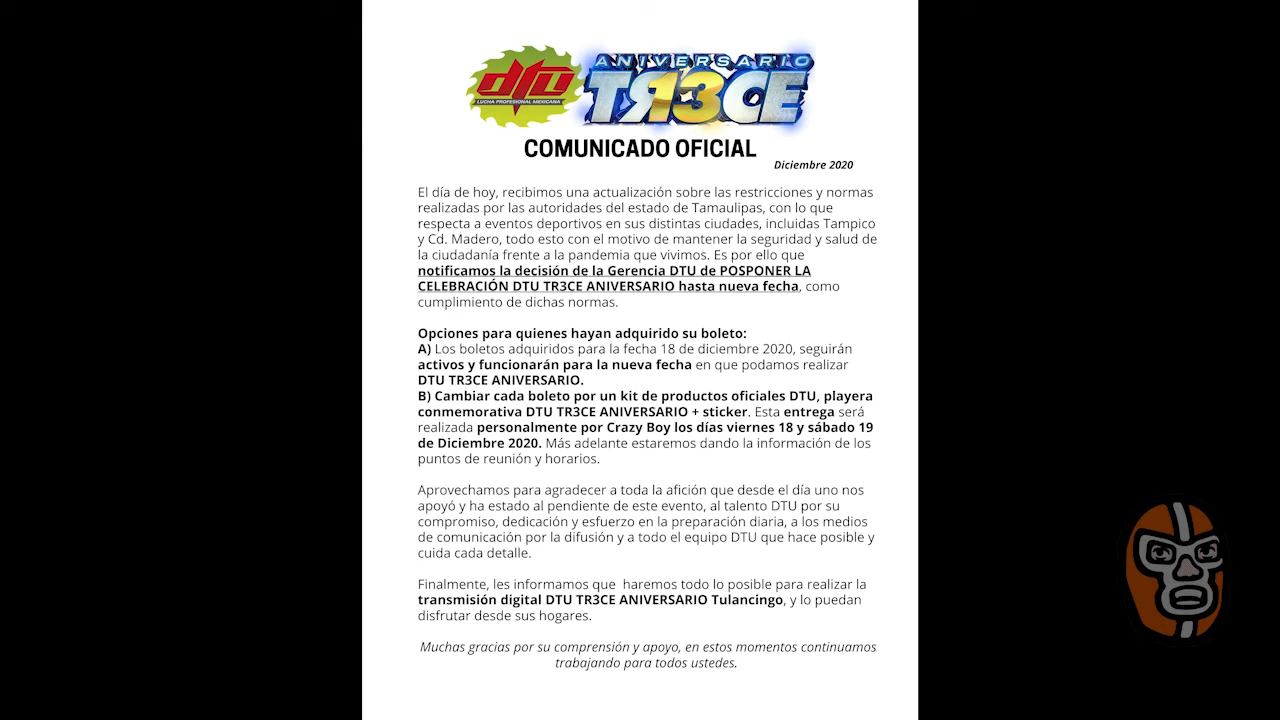 dTU
LUCHA PROFESIONAL MEXICANA
ANIVERSARIO
TR13CE
COMUNICADO OFICIAL
Diciembre 2020
El día de hoy, recibimos una actualización sobre las restricciones y normas
realizadas por las autoridades del estado de Tamaulipas, con lo que
respecta a eventos deportivos en sus distintas ciudades, incluidas Tampico
y Cd. Madero, todo esto con el motivo de mantener la seguridad y salud de
la ciudadanía frente a la pandemia que vivimos. Es por ello que
notificamos la decisión de la Gerencia DTU de POSPONER LA
CELEBRACIÓN DTU TR3CE ANIVERSARIO hasta nueva fecha, como
cumplimiento de dichas normas.
Opciones para quienes hayan adquirido su boleto:
A) Los boletos adquiridos para la fecha 18 de diciembre 2020, seguirán
activos y funcionarán para la nueva fecha en que podamos realizar
DTU TR3CE ANIVERSARIO.
B) Cambiar cada boleto por un kit de productos oficiales DTU, playera
conmemorativa DTU TR3CE ANIVERSARIO + sticker. Esta entrega será
realizada personalmente por Crazy Boy los días viernes 18 y sábado 19
de Diciembre 2020. Más adelante estaremos dando la información de los
puntos de reunión y horarios.
Aprovechamos para agradecer a toda la afición que desde el día uno nos
apoyó y ha estado al pendiente de este evento, al talento DTU por su
compromiso, dedicación y esfuerzo en la preparación diaria, a los medios
de comunicación por la difusión y a todo el equipo DTU que hace posible y
cuida cada detalle.
Finalmente, les informamos que  haremos todo lo posible para realizar la
transmisión digital DTU TR3CE ANIVERSARIO Tulancingo, y lo puedan
disfrutar desde sus hogares.
Muchas gracias por su comprensión y apoyo, en estos momentos continuamos
trabajando para todos ustedes.